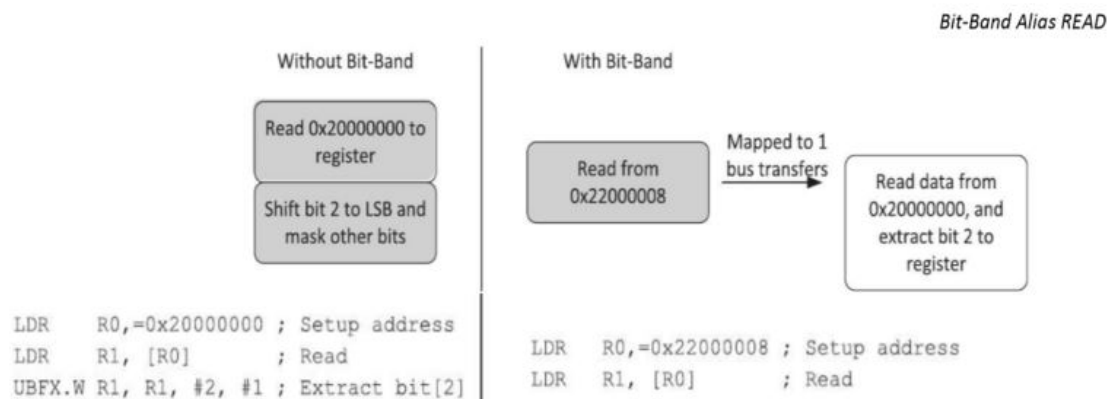 Bit-Band Alias READ
Without Bit-Band
Read 0x20000000 to
register
Shift bit 2 to LSB and
mask other bits
LDR R0,=0x20000000 ; Setup address
LDR R1, [R0] ; Read
UBFX.W R1, R1, #2, #1 ; Extract bit[2]
With Bit-Band
Read from
0x22000008
Mapped to 1
bus transfers
Read data from
0x20000000, and
extract bit 2 to
register
LDR R0,=0x22000008 ; Setup address
LDR R1, [R0] ; Read